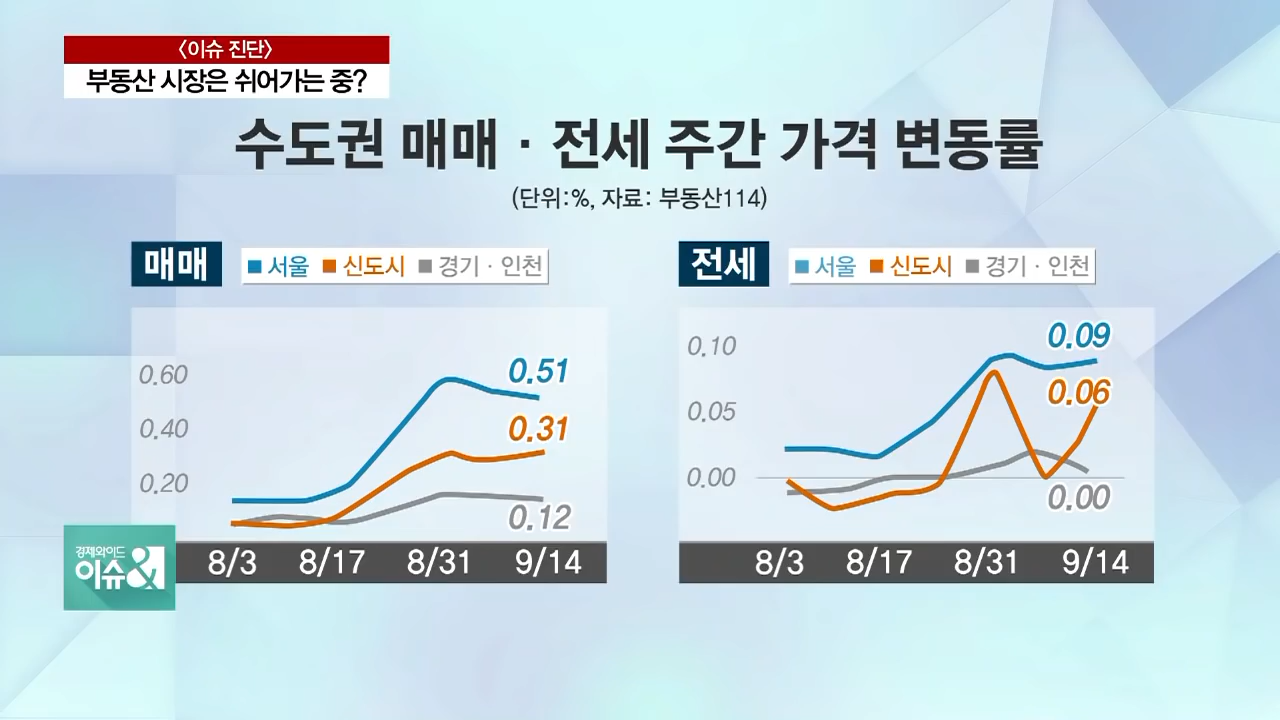 <이슈 진단>
부동산 시장은 쉬어가는 중?
수도권 매매 · 전세 주간 가격 변동률
(단위:%, 자료: 부동산114)
매매
서울 신도시 경기 · 인천
0.60
0.40
0.20
0.51
0.31
0.12
8/3 8/17 8/31 9/14
전세
서울 신도시 경기 · 인천
0.10
0.05
0.00
0.09
0.06
0.00
8/3 8/17 8/31 9/14
경제와이드
이슈&